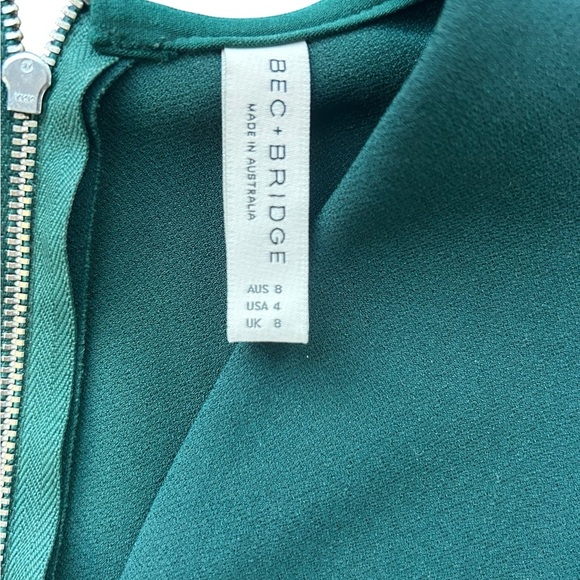 BEC + BRIDGE
MADE IN AUSTRALIA
AUS 8
USA 4
UK 8